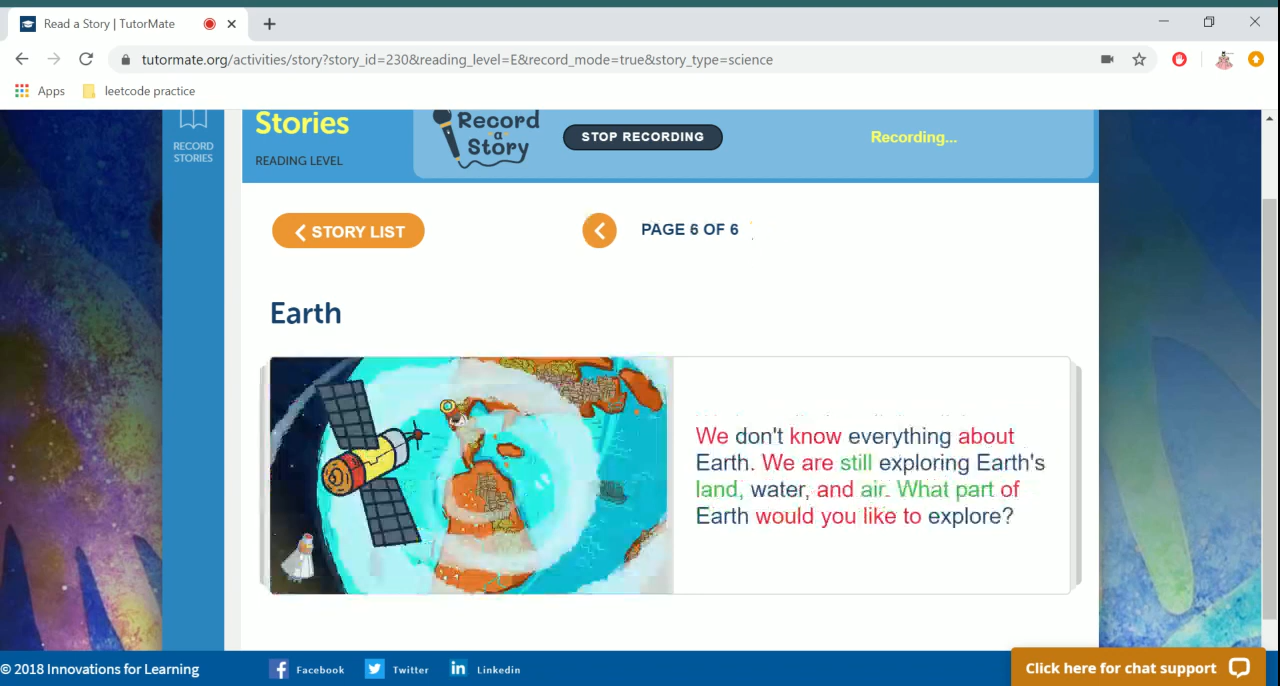 Read a Story | TutorMate
tutormate.org/activities/story?story_id=230&reading_level=E&record_mode=true&story_type=science
Apps
leetcode practice
RECORD
STORIES
Stories
READING LEVEL
Record
a
Story
STOP RECORDING
Recording...
STORY LIST
PAGE 6 OF 6
Earth
We don't know everything about
Earth. We are still exploring Earth's
land, water, and air. What part of
Earth would you like to explore?
© 2018 Innovations for Learning
Facebook
Twitter
Linkedin
Click here for chat support